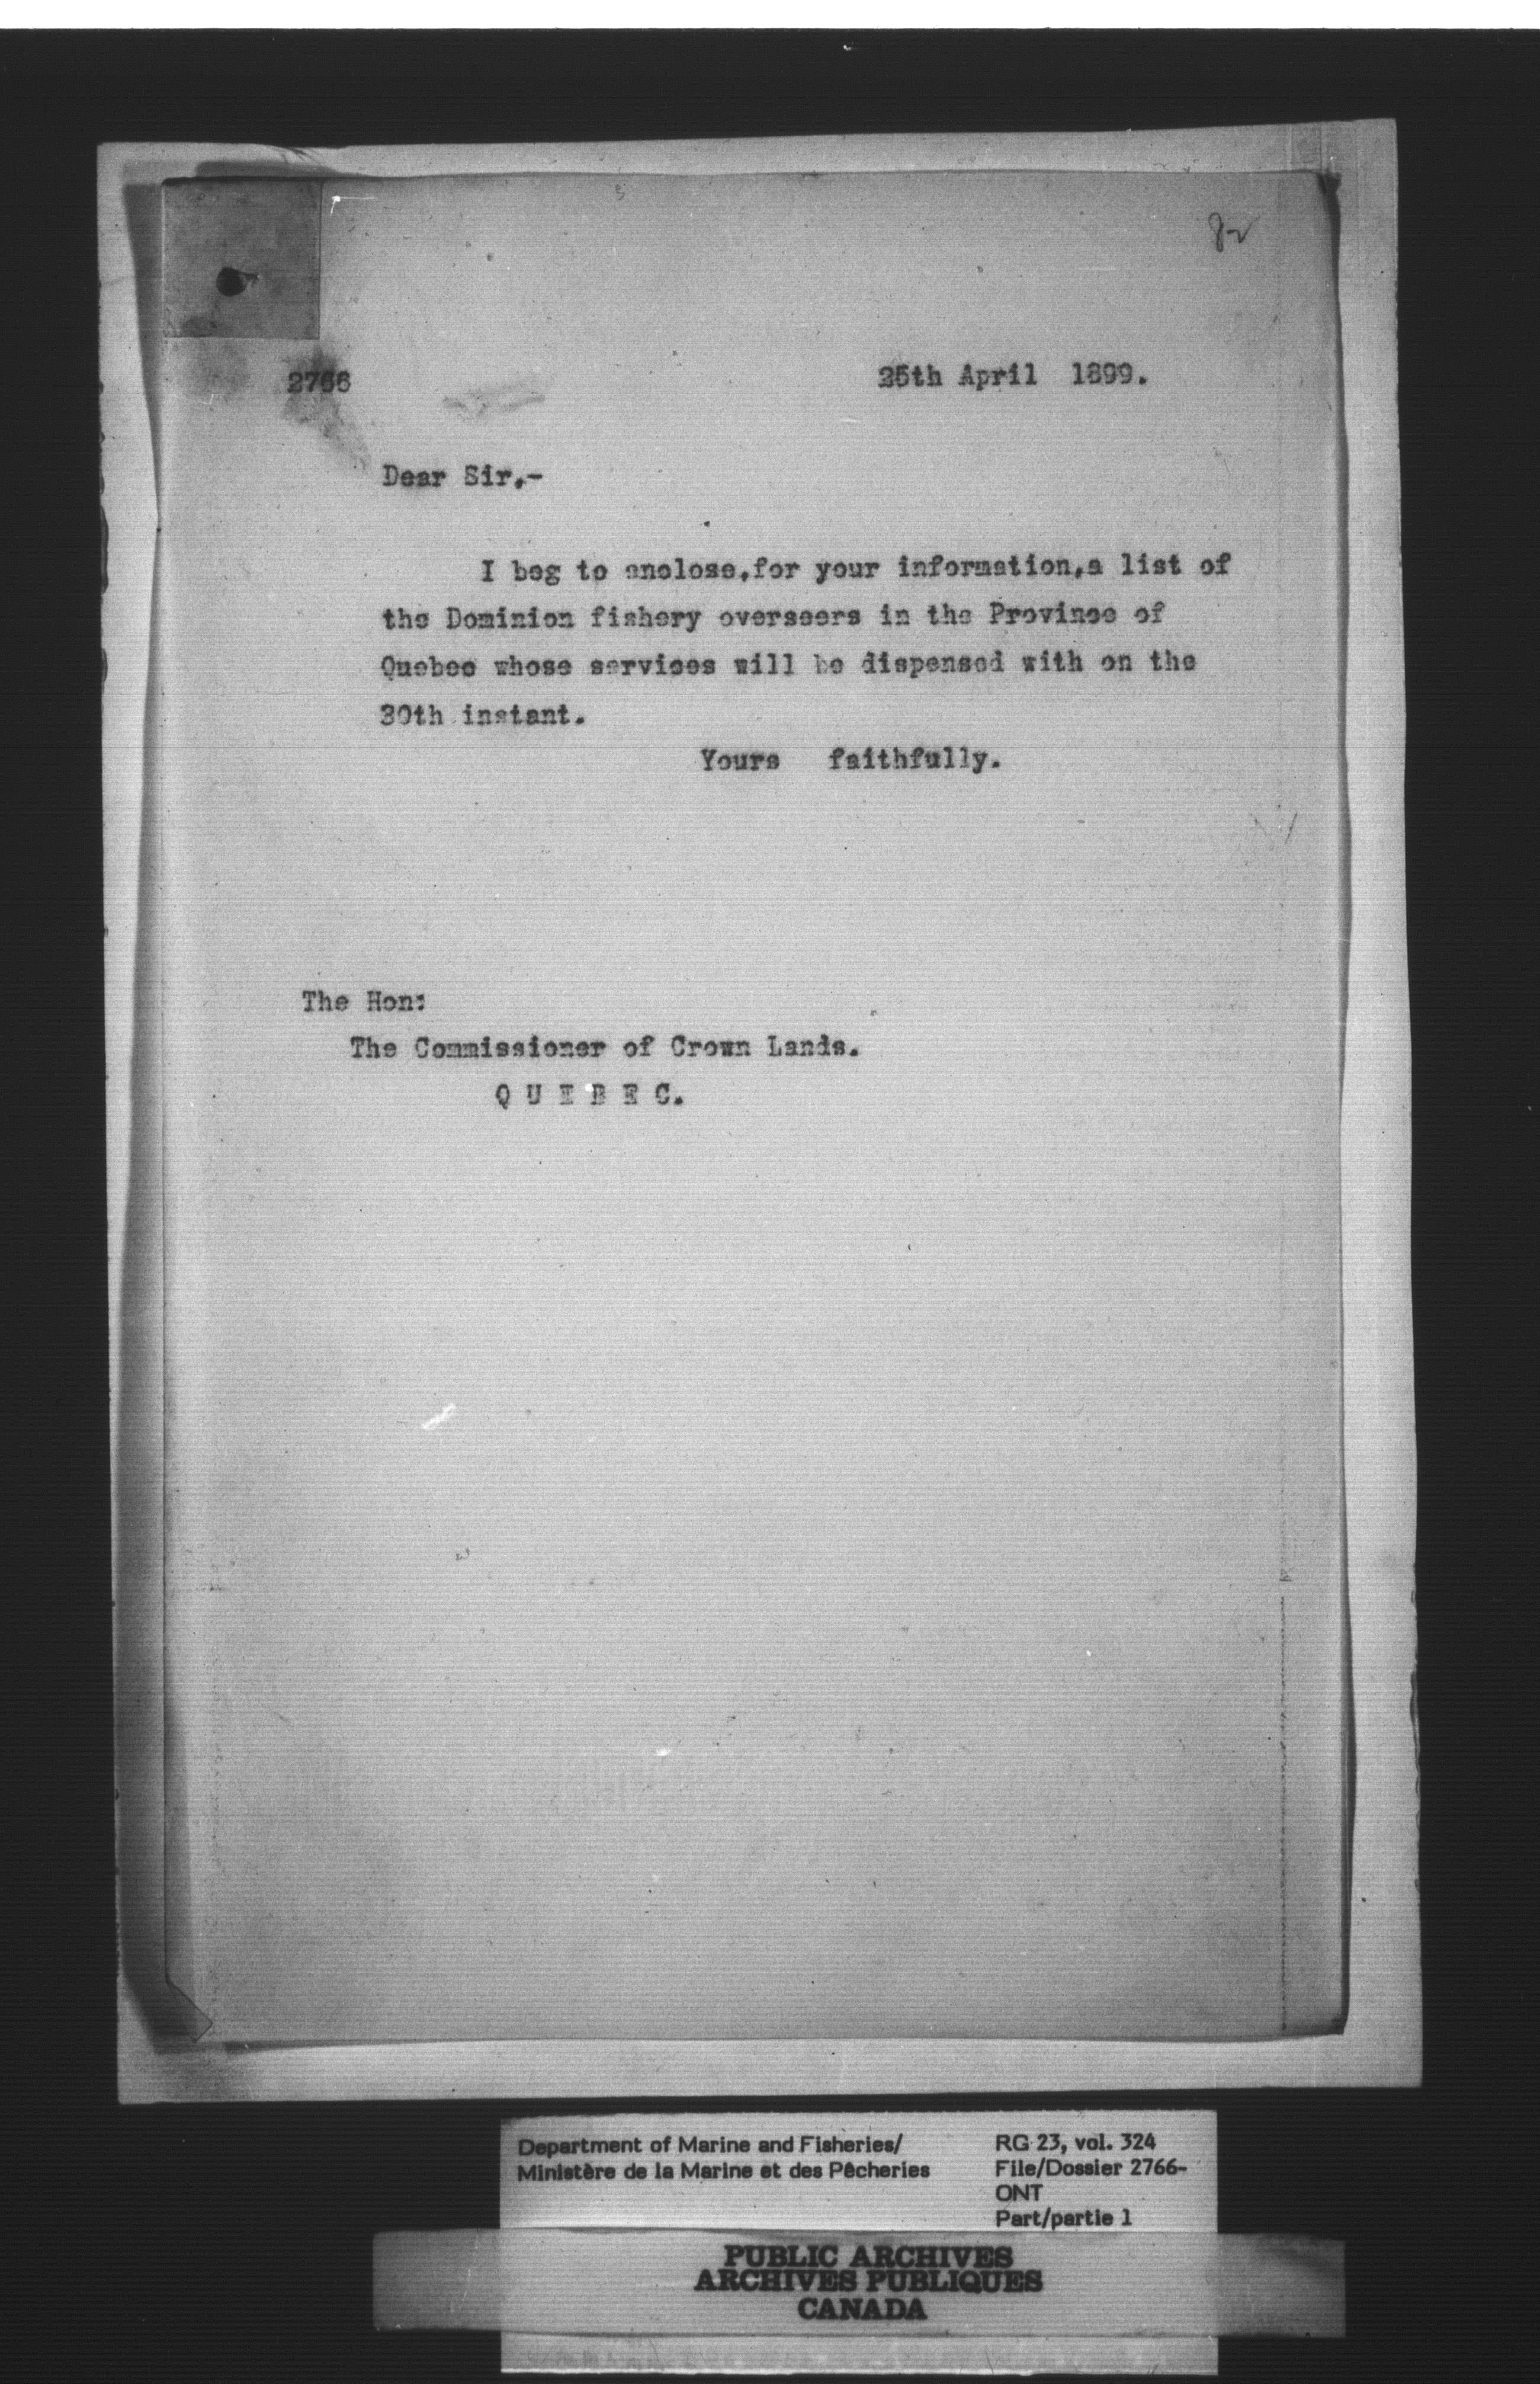 82
2766
25th April 1899.
Dear Sir,-
I beg to enclose,for your information,a list of
the Dominion fishery overseers in the Province of
Quebec whose services will be dispensed with on the
30th instant.
Yours faithfully.
The Hon:
The Commissioner of Crown Lands.
Q U E B E C.
Department of Marine and Fisheries/
Ministère de la Marine et des Pêcheries
RG 23, vol. 324
File/Dossier 2766-
ONT
Part/partie 1
PUBLIC ARCHIVES
ARCHIVES PUBLIQUES
CANADA